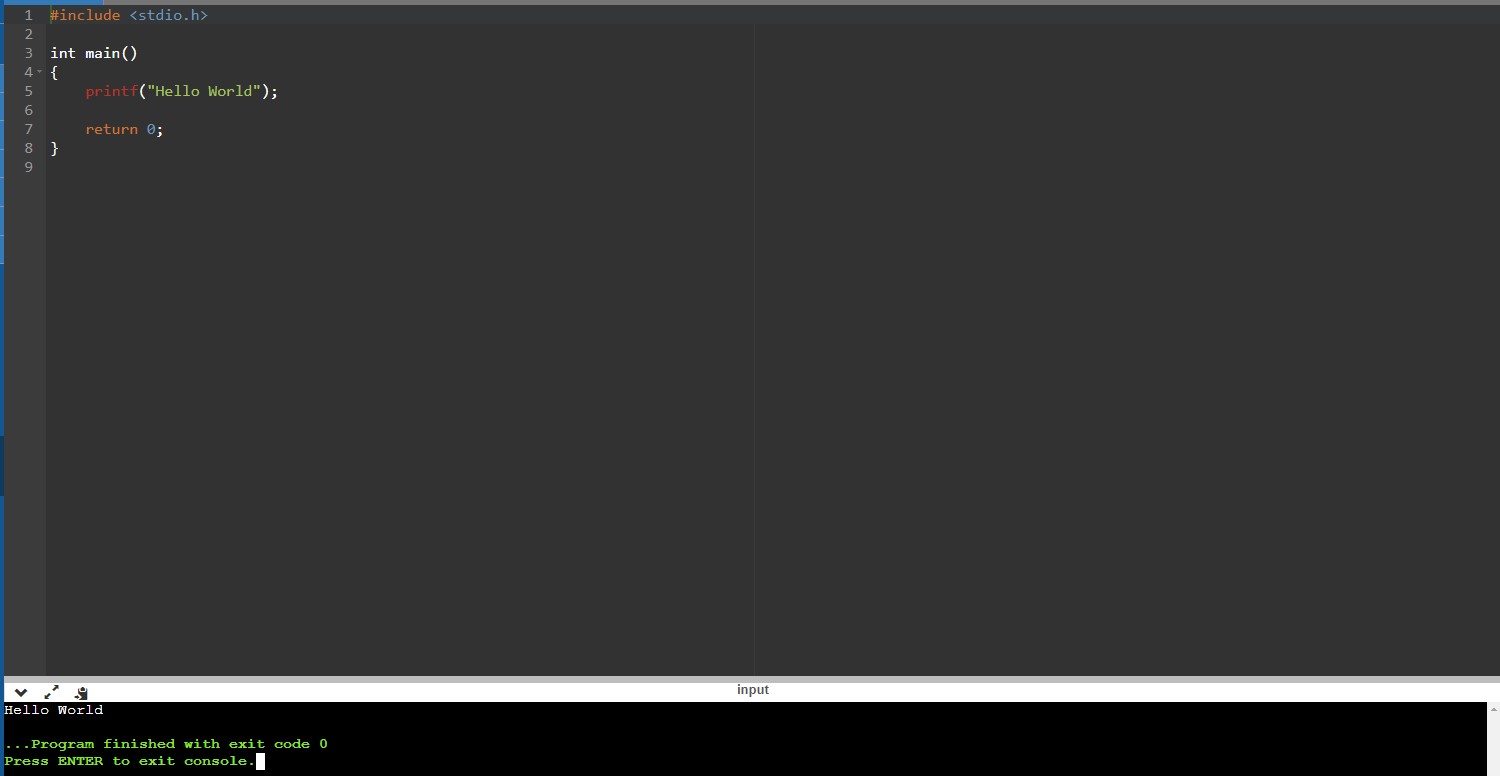 1 #include <stdio.h>
2
3 int main()
4 {
5     printf("Hello World");
6
7     return 0;
8 }
9
input
Hello World
...Program finished with exit code 0
Press ENTER to exit console.